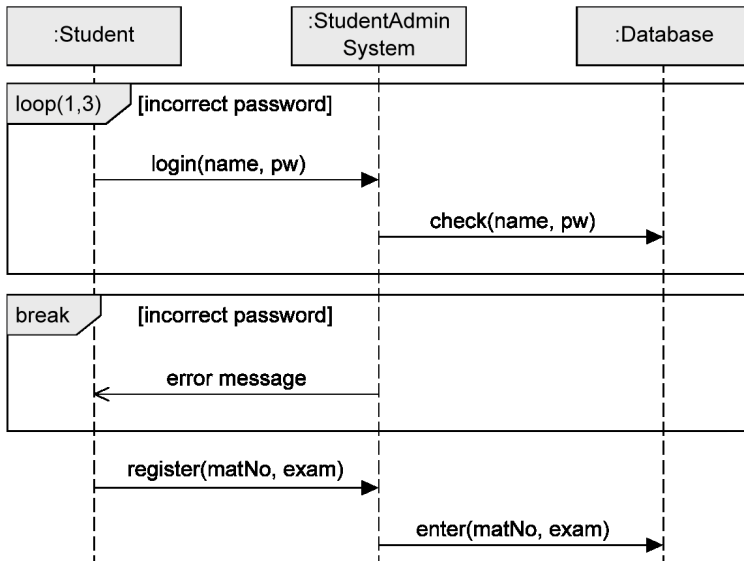 :Student
:StudentAdmin
System
:Database
loop(1,3)
[incorrect password]
login(name, pw)
check(name, pw)
break
[incorrect password]
error message
register(matNo, exam)
enter(matNo, exam)